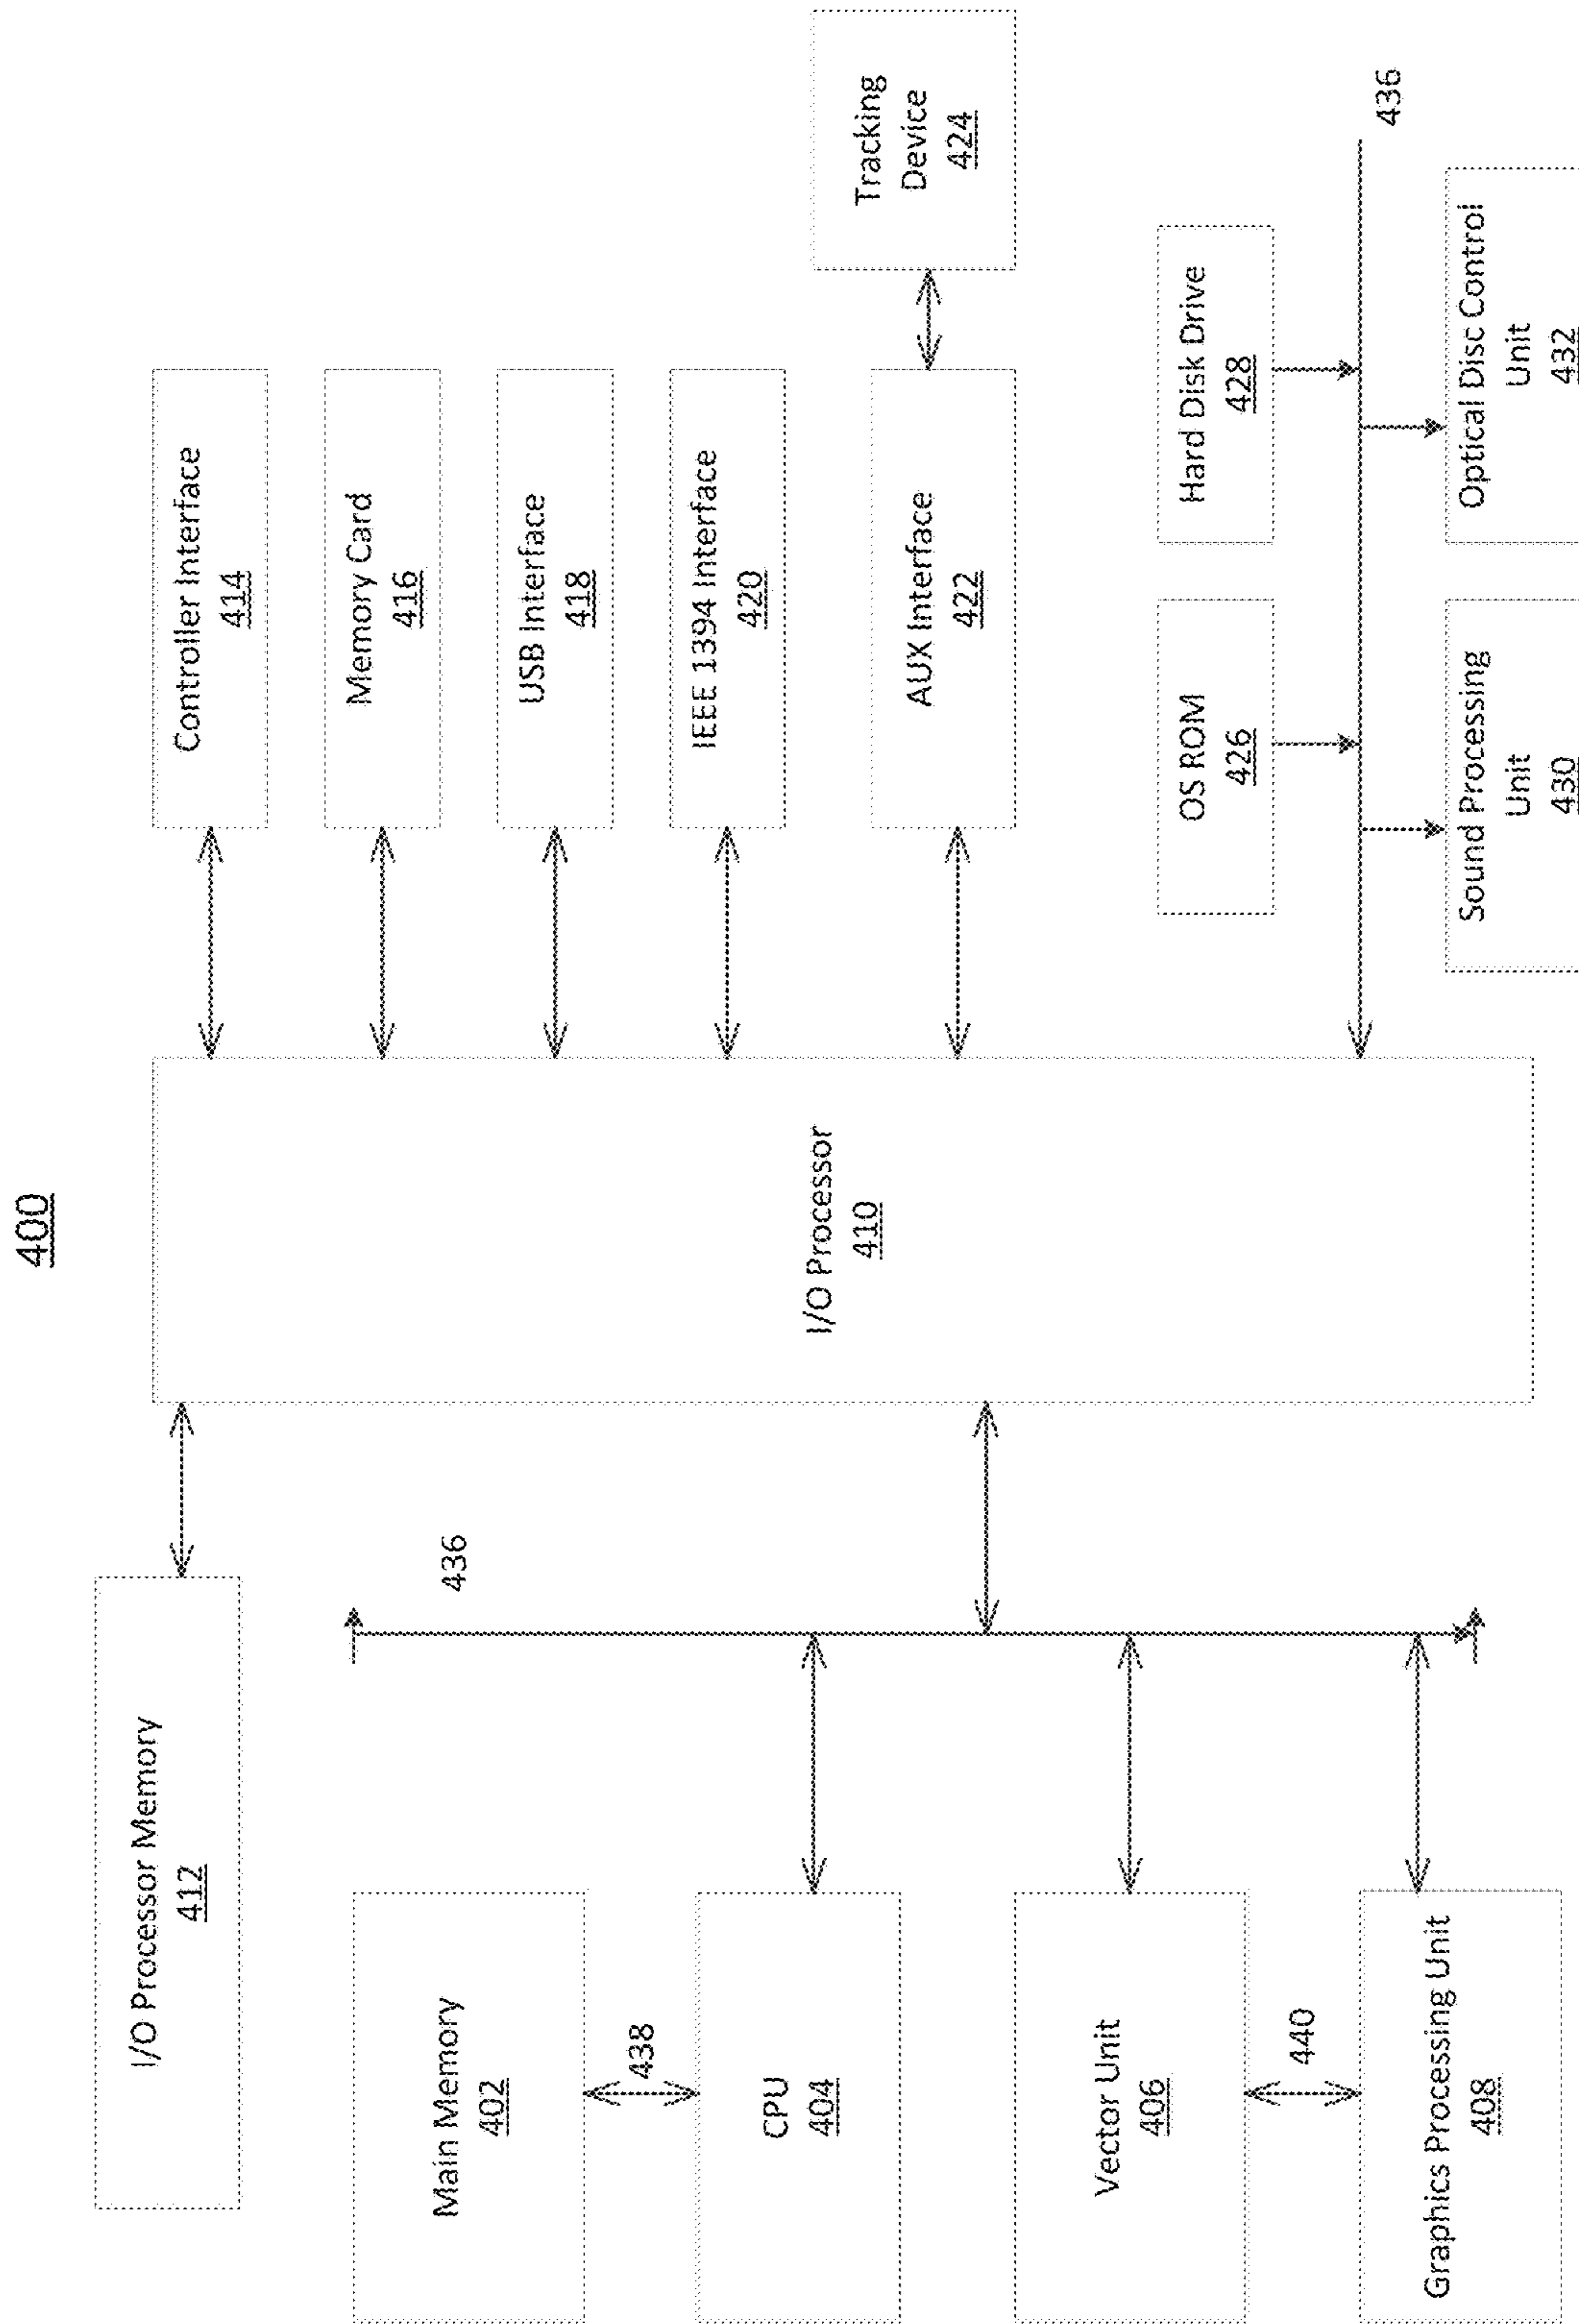 400
I/O Processor Memory
412
Main Memory
402
438
CPU
404
Vector Unit
406
440
Graphics Processing Unit
408
436
I/O Processor
410
Controller Interface
414
Memory Card
416
USB Interface
418
IEEE 1394 Interface
420
AUX Interface
422
Tracking
Device
424
OS ROM
426
Hard Disk Drive
428
436
Sound Processing
Unit
430
Optical Disc Control
Unit
432